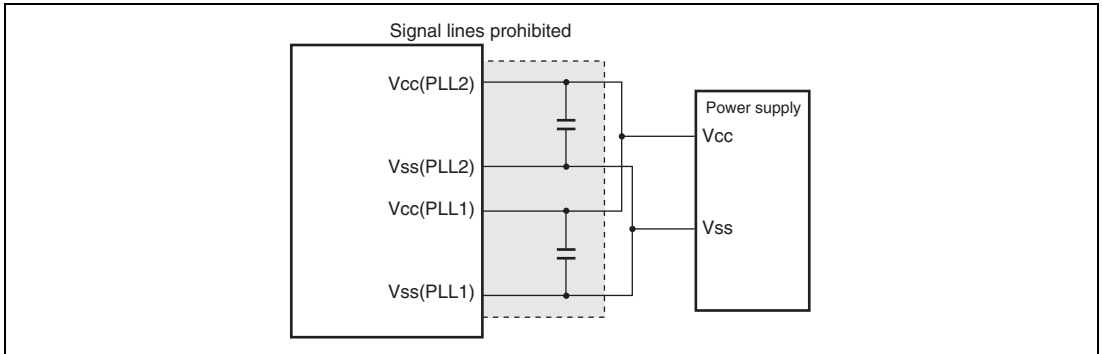 Signal lines prohibited
Vcc(PLL2)
Vss(PLL2)
Vcc(PLL1)
Vss(PLL1)
Power supply
Vcc
Vss